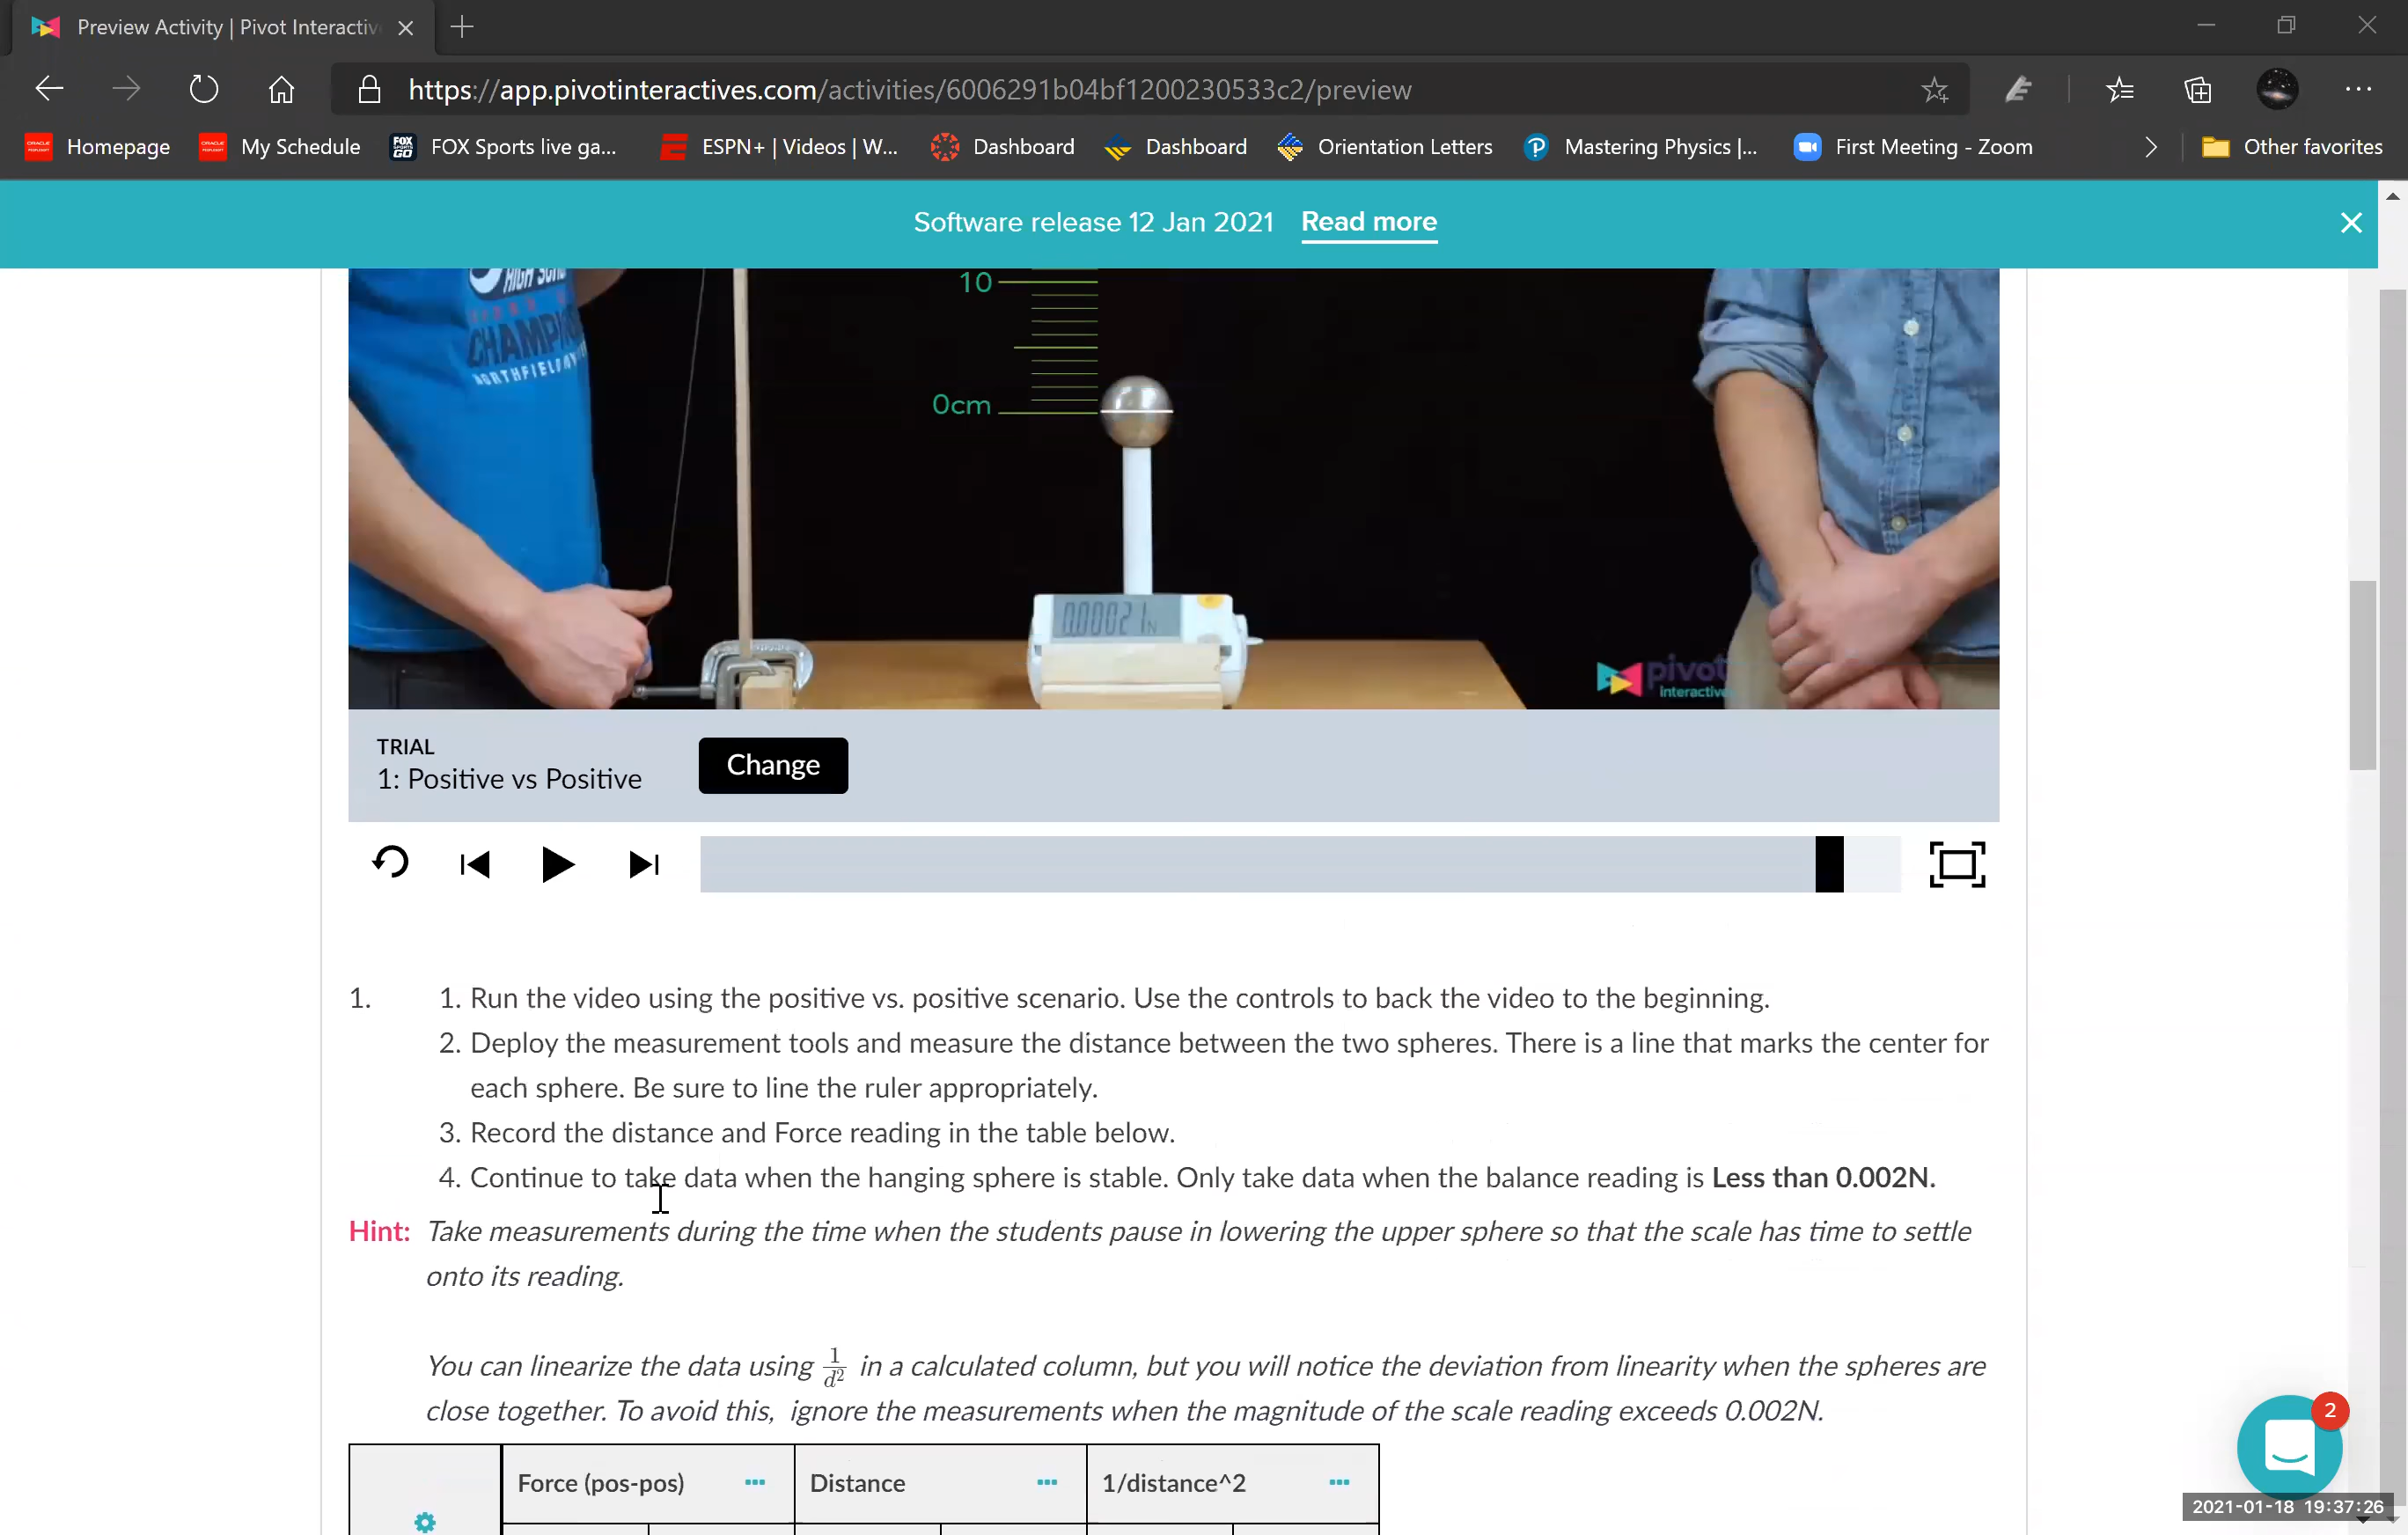 Preview Activity | Pivot Interactiv
https://app.pivotinteractives.com/activities/6006291b04bf1200230533c2/preview
Homepage My Schedule FOX Sports live ga... ESPN+ | Videos | W... Dashboard Dashboard Orientation Letters Mastering Physics |... First Meeting - Zoom Other favorites
Software release 12 Jan 2021 Read more
HIGH
CHAMPI
NORTHFIELD
10
0cm
0.00021N
pivot
interactive
TRIAL
1: Positive vs Positive
Change
1. 1. Run the video using the positive vs. positive scenario. Use the controls to back the video to the beginning.
2. Deploy the measurement tools and measure the distance between the two spheres. There is a line that marks the center for
each sphere. Be sure to line the ruler appropriately.
3. Record the distance and Force reading in the table below.
4. Continue to take data when the hanging sphere is stable. Only take data when the balance reading is Less than 0.002N.
Hint: Take measurements during the time when the students pause in lowering the upper sphere so that the scale has time to settle
onto its reading.
You can linearize the data using 1/d² in a calculated column, but you will notice the deviation from linearity when the spheres are
close together. To avoid this, ignore the measurements when the magnitude of the scale reading exceeds 0.002N.
2
Force (pos-pos) ... Distance ... 1/distance^2 ...
2021-01-18 19:37:26